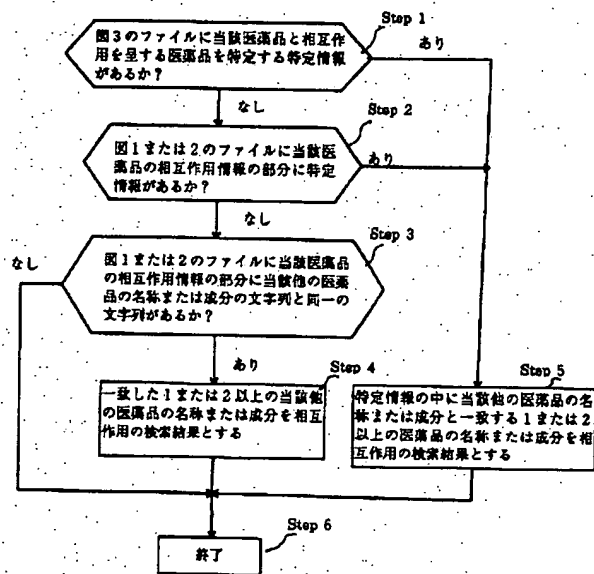 Step 1
図3のファイルに当該医薬品と相互作
用を呈する医薬品を特定する特定情報
があるか？
あり
なし
Step 2
図1または2のファイルに当該医
薬品の相互作用情報の部分に特定
情報があるか？
あり
なし
Step 3
図1または2のファイルに当該医薬品
の相互作用情報の部分に当該他の医薬
品の名称または成分の文字列と同一の
文字列があるか？
なし
あり
Step 4
一致した1または2以上の当該他
の医薬品の名称または成分を相互
作用の検索結果とする
Step 5
特定情報の中に当該他の医薬品の名
称または成分と一致する1または2
以上の医薬品の名称または成分を相
互作用の検索結果とする
Step 6
終了